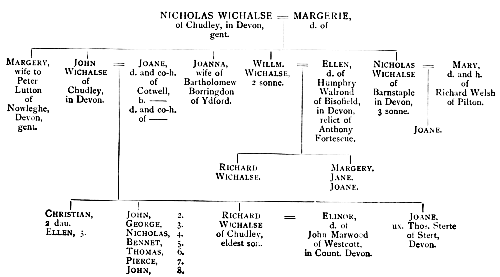 NICHOLAS WICHALSE = MARGERIE,
of Chudley, in Devon, d. of
gent.
MARGERY,
wife to
Peter
Lutton
of
Nowleghe,
Devon,
gent.
JOHN
WICHALSE
of
Chudley,
in Devon.
=
JOANE,
d. and co-h.
of
Cotwell,
b. ——
d. and co-h.
of ——
JOANNA,
wife of
Bartholomew
Borringdon
of Ydford.
WILLM.
WICHALSE,
2 sonne.
=
ELLEN,
d. of
Humphry
Walrond
of Bisofield,
in Devon,
relict of
Anthony
Fortescue.
NICHOLAS
WICHALSE
of
Barnstaple
in Devon,
3 sonne.
=
MARY,
d. and h.
of
Richard Welsh
of Pilton.
JOANE.
RICHARD
WICHALSE.
MARGERY.
JANE.
JOANE.
CHRISTIAN,
2 dau.
ELLEN, 3.
JOHN, 2.
GEORGE, 3.
NICHOLAS, 4.
BENNET, 5.
THOMAS, 6.
PIERCE, 7.
JOHN, 8.
RICHARD
WICHALSE
of Chudley,
eldest son.
=
ELINOR,
d. of
John Marwood
of Westcott,
in Count. Devon.
JOANE,
ux. Thos. Sterte
of Stert,
Devon.